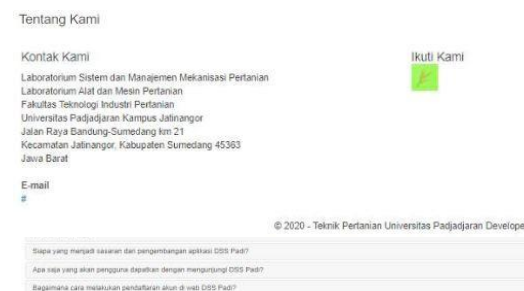 Tentang Kami
Kontak Kami
Laboratorium Sistem dan Manajemen Mekanisasi Pertanian
Laboratorium Alat dan Mesin Pertanian
Fakultas Teknologi Industri Pertanian
Universitas Padjadjaran Kampus Jatinangor
Jalan Raya Bandung-Sumedang km 21
Kecamatan Jatinangor, Kabupaten Sumedang 45363
Jawa Barat
E-mail
#
Ikuti Kami
© 2020 - Teknik Pertanian Universitas Padjadjaran Develope
Siapa yang menjadi sasaran dari pengembangan aplikasi DSS Padi?
Apa saja yang akan pengguna dapatkan dengan mengunjungi DSS Padi?
Bagaimana cara melakukan pendaftaran akun di web DSS Padi?